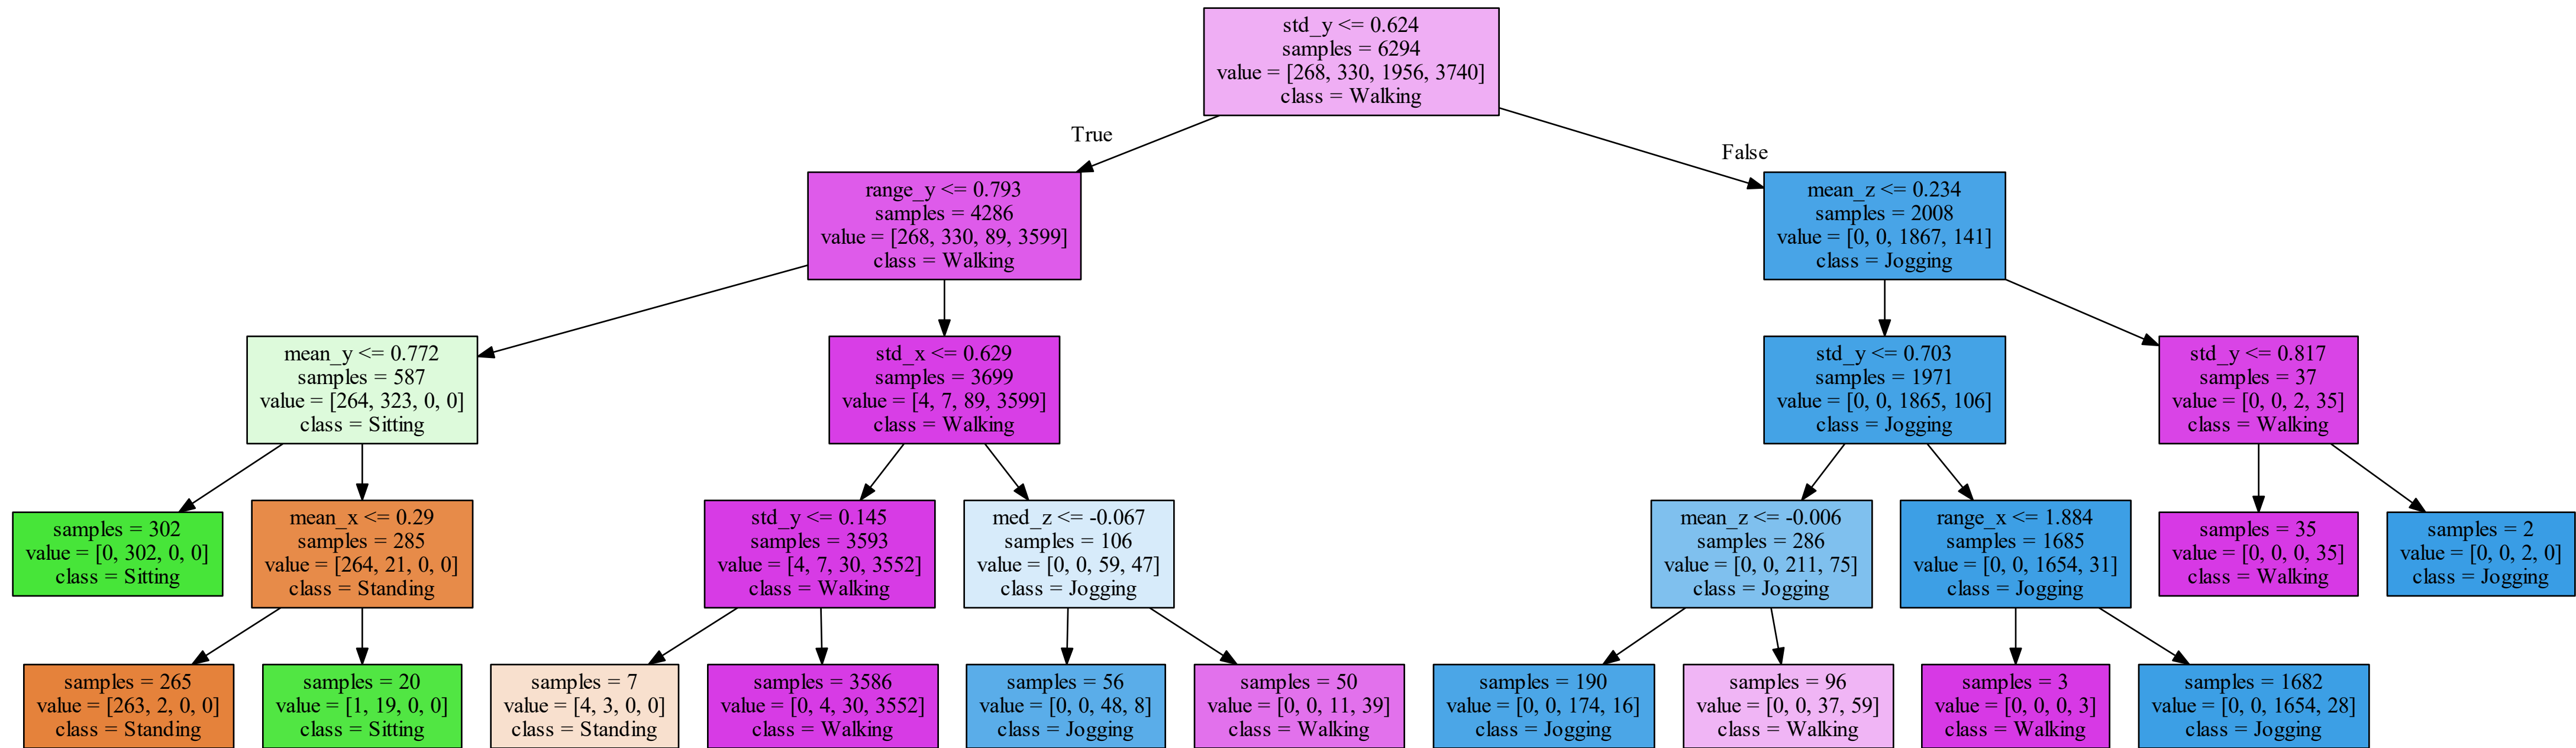 std_y <= 0.624
samples = 6294
value = [268, 330, 1956, 3740]
class = Walking
True
False
range_y <= 0.793
samples = 4286
value = [268, 330, 89, 3599]
class = Walking
mean_z <= 0.234
samples = 2008
value = [0, 0, 1867, 141]
class = Jogging
mean_y <= 0.772
samples = 587
value = [264, 323, 0, 0]
class = Sitting
std_x <= 0.629
samples = 3699
value = [4, 7, 89, 3599]
class = Walking
std_y <= 0.703
samples = 1971
value = [0, 0, 1865, 106]
class = Jogging
std_y <= 0.817
samples = 37
value = [0, 0, 2, 35]
class = Walking
samples = 302
value = [0, 302, 0, 0]
class = Sitting
mean_x <= 0.29
samples = 285
value = [264, 21, 0, 0]
class = Standing
std_y <= 0.145
samples = 3593
value = [4, 7, 30, 3552]
class = Walking
med_z <= -0.067
samples = 106
value = [0, 0, 59, 47]
class = Jogging
mean_z <= -0.006
samples = 286
value = [0, 0, 211, 75]
class = Jogging
range_x <= 1.884
samples = 1685
value = [0, 0, 1654, 31]
class = Jogging
samples = 35
value = [0, 0, 0, 35]
class = Walking
samples = 2
value = [0, 0, 2, 0]
class = Jogging
samples = 265
value = [263, 2, 0, 0]
class = Standing
samples = 20
value = [1, 19, 0, 0]
class = Sitting
samples = 7
value = [4, 3, 0, 0]
class = Standing
samples = 3586
value = [0, 4, 30, 3552]
class = Walking
samples = 56
value = [0, 0, 48, 8]
class = Jogging
samples = 50
value = [0, 0, 11, 39]
class = Walking
samples = 190
value = [0, 0, 174, 16]
class = Jogging
samples = 96
value = [0, 0, 37, 59]
class = Walking
samples = 3
value = [0, 0, 0, 3]
class = Walking
samples = 1682
value = [0, 0, 1654, 28]
class = Jogging